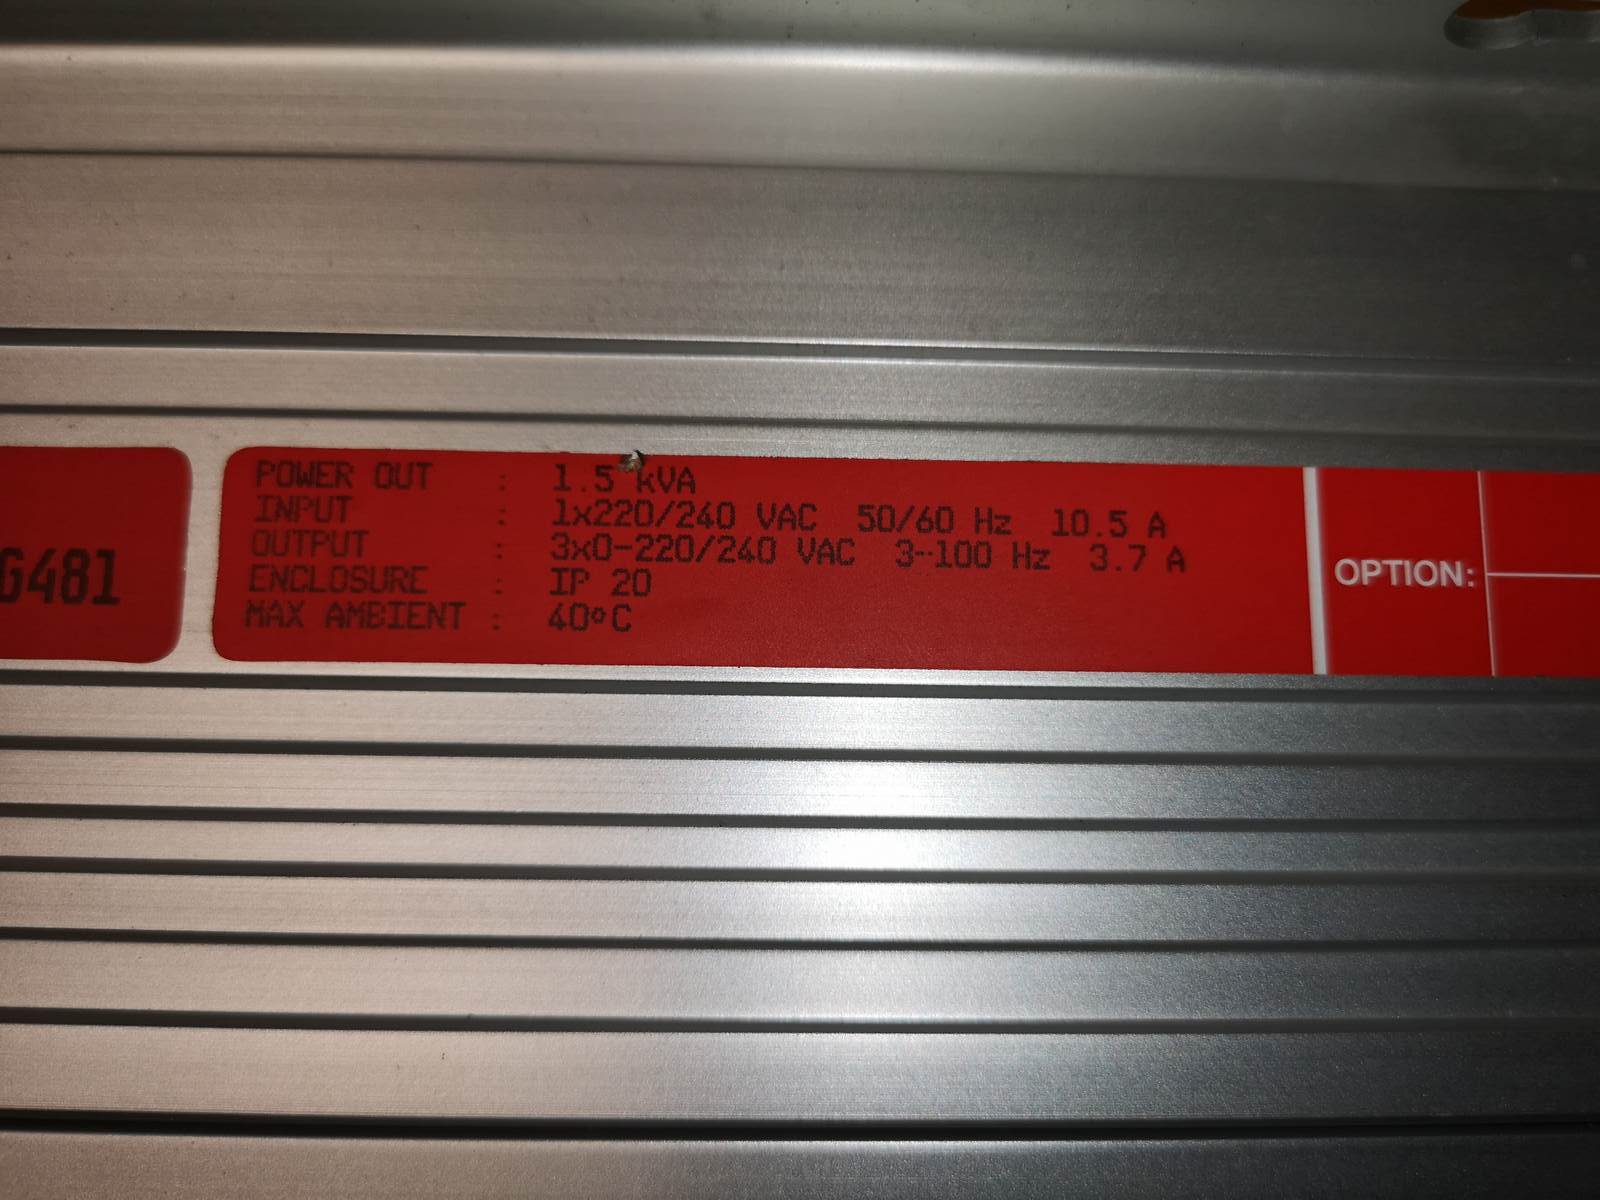 G481
POWER OUT : 1.5 kVA
INPUT : 1x220/240 VAC 50/60 Hz 10.5 A
OUTPUT : 3x0-220/240 VAC 3-100 Hz 3.7 A
ENCLOSURE : IP 20
MAX AMBIENT : 40°C
OPTION: